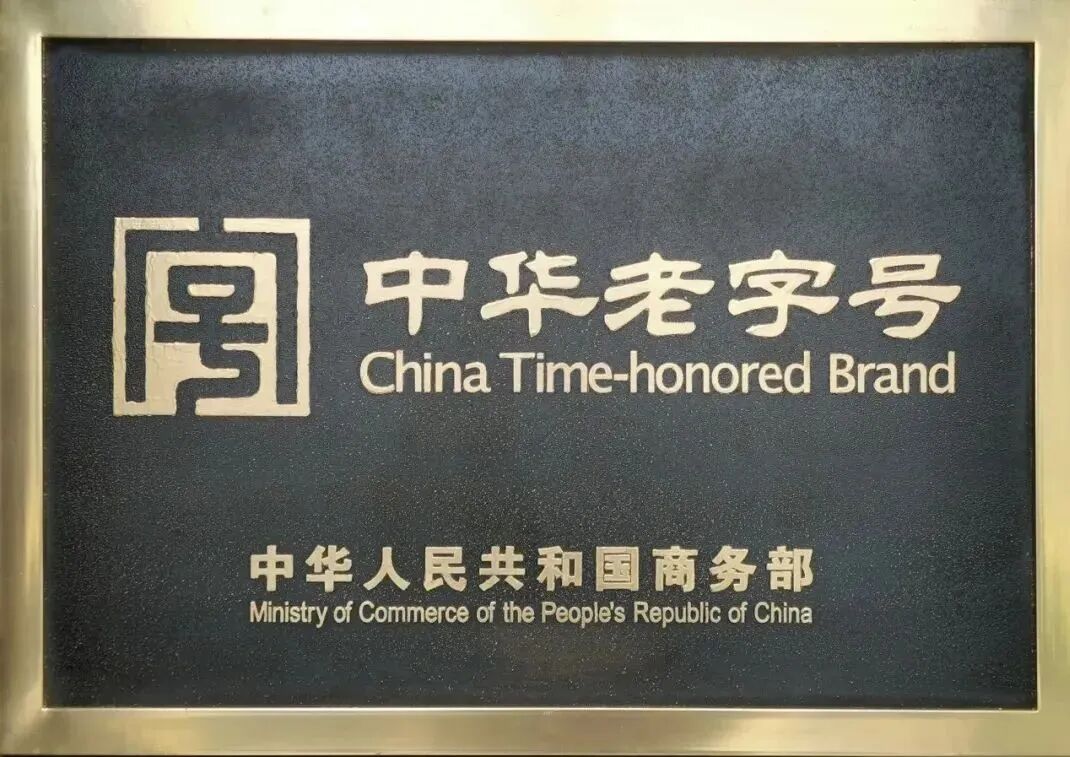 中华老字号
China Time-honored Brand
中华人民共和国商务部
Ministry of Commerce of the People's Republic of China